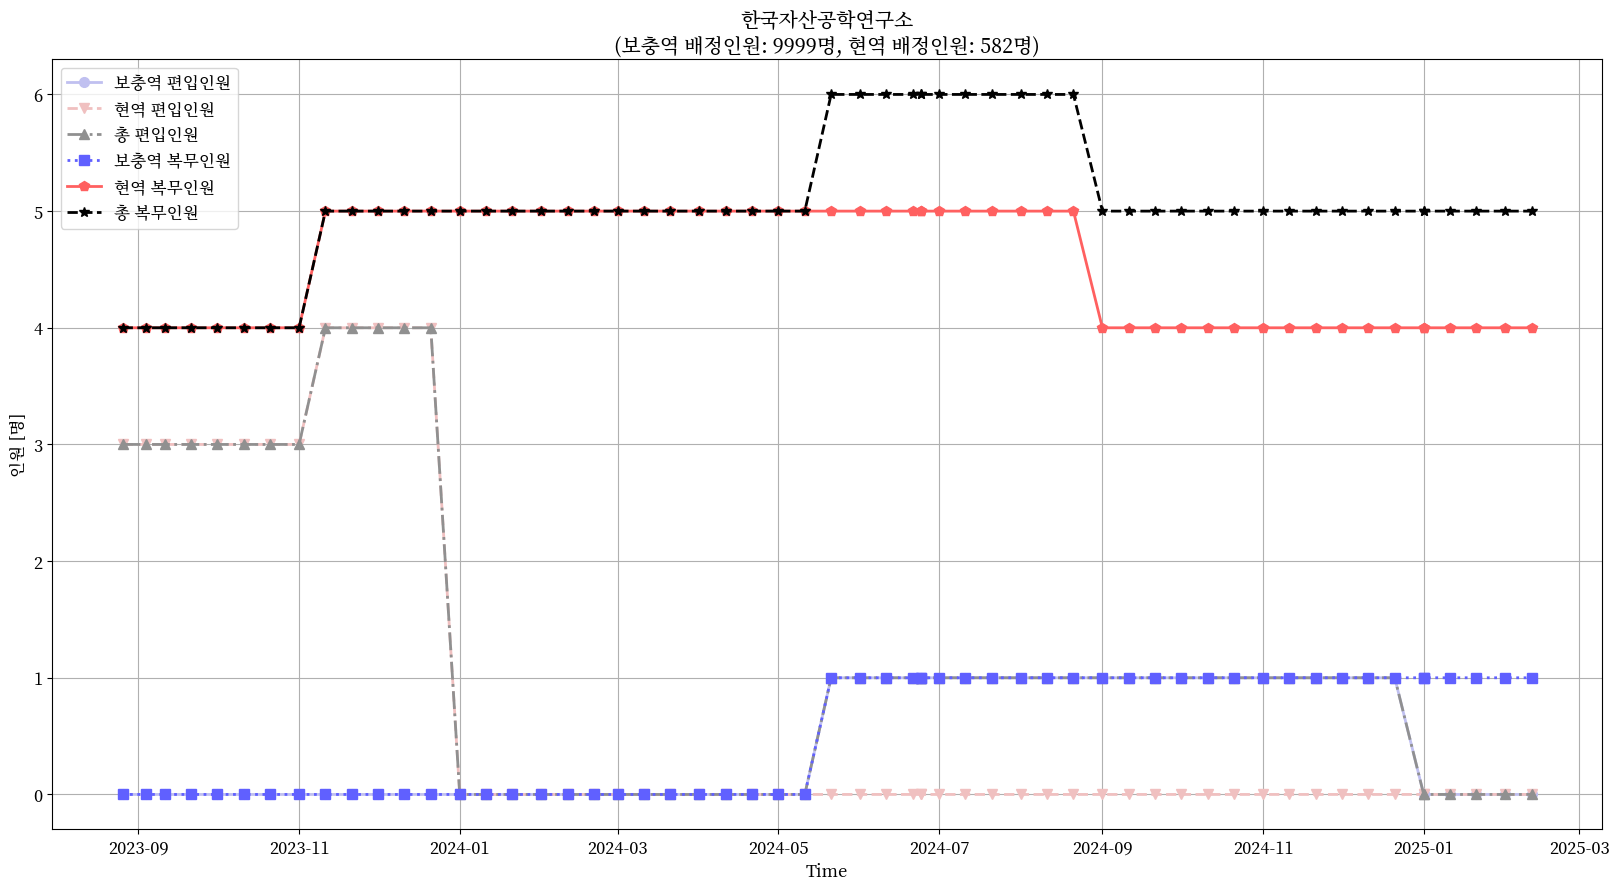 한국자산공학연구소
(보충역 배정인원: 9999명, 현역 배정인원: 582명)
보충역 편입인원
현역 편입인원
총 편입인원
보충역 복무인원
현역 복무인원
총 복무인원
인원 [명]
6
5
4
3
2
1
0
2023-09 2023-11 2024-01 2024-03 2024-05 2024-07 2024-09 2024-11 2025-01 2025-03
Time